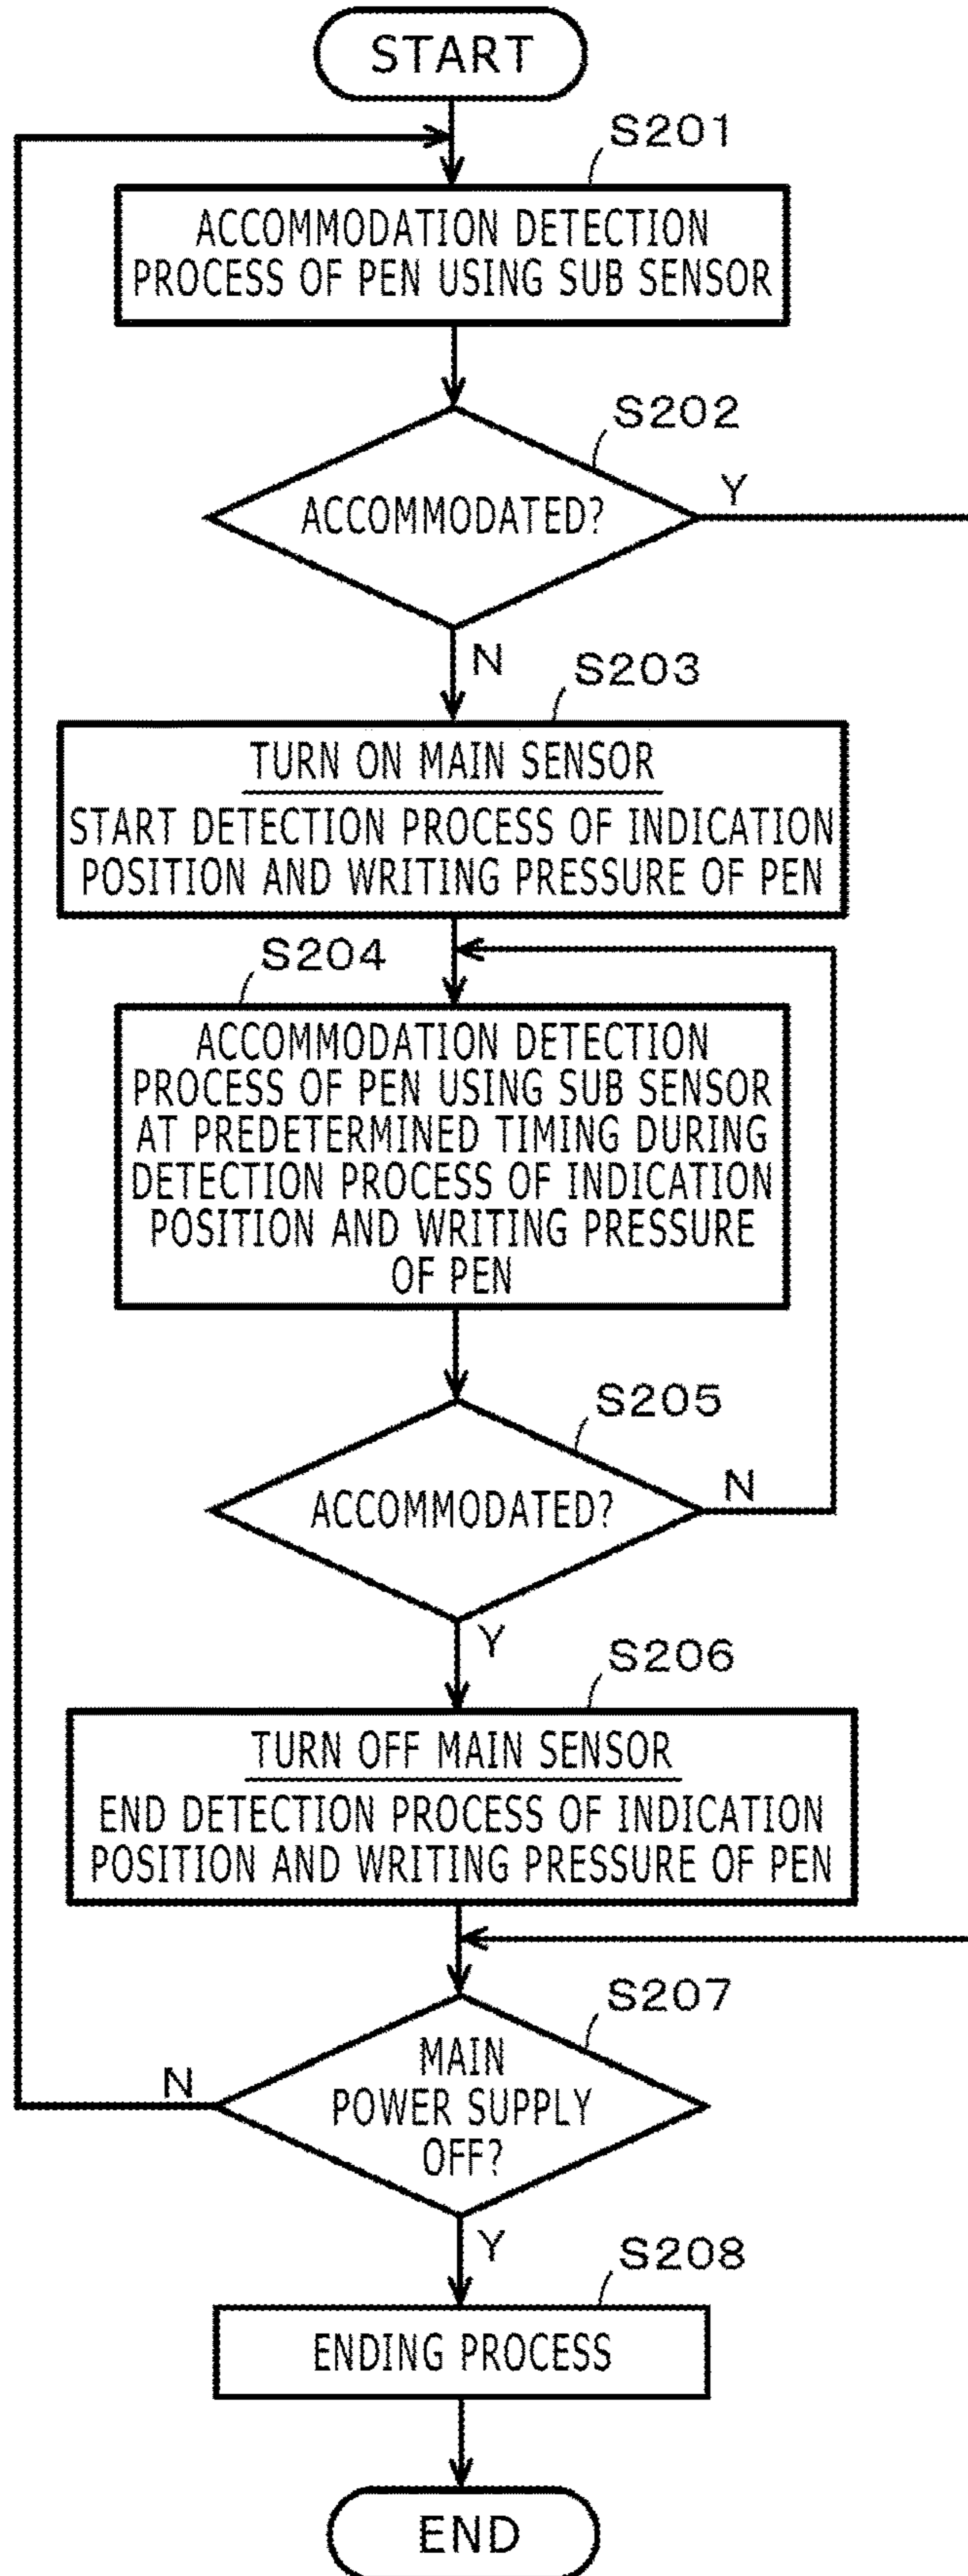 START
S201
ACCOMMODATION DETECTION
PROCESS OF PEN USING SUB SENSOR
S202
ACCOMMODATED?
Y
N
S203
TURN ON MAIN SENSOR
START DETECTION PROCESS OF INDICATION
POSITION AND WRITING PRESSURE OF PEN
S204
ACCOMMODATION DETECTION
PROCESS OF PEN USING SUB SENSOR
AT PREDETERMINED TIMING DURING
DETECTION PROCESS OF INDICATION
POSITION AND WRITING PRESSURE
OF PEN
S205
ACCOMMODATED?
N
Y
S206
TURN OFF MAIN SENSOR
END DETECTION PROCESS OF INDICATION
POSITION AND WRITING PRESSURE OF PEN
S207
MAIN
POWER SUPPLY
OFF?
N
Y
S208
ENDING PROCESS
END